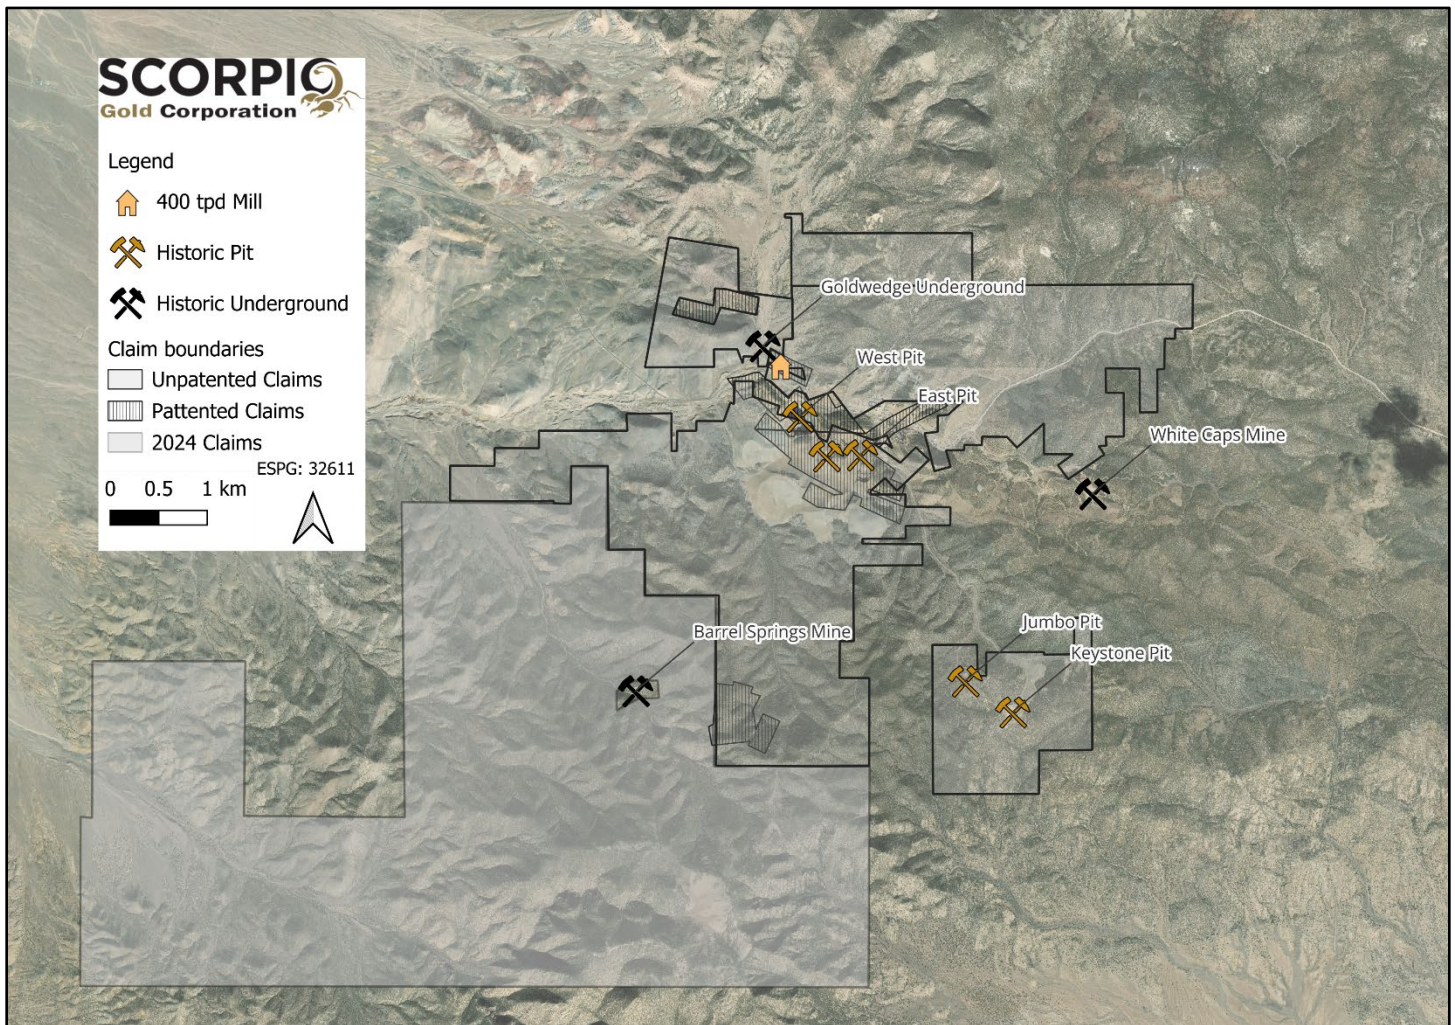 SCORPIO
Gold Corporation
Legend
400 tpd Mill
Historic Pit
Historic Underground
Claim boundaries
Unpatented Claims
Pattented Claims
2024 Claims
ESPG: 32611
0 0.5 1 km
Goldwedge Underground
West Pit
East Pit
White Caps Mine
Jumbo Pit
Barrel Springs Mine
Keystone Pit